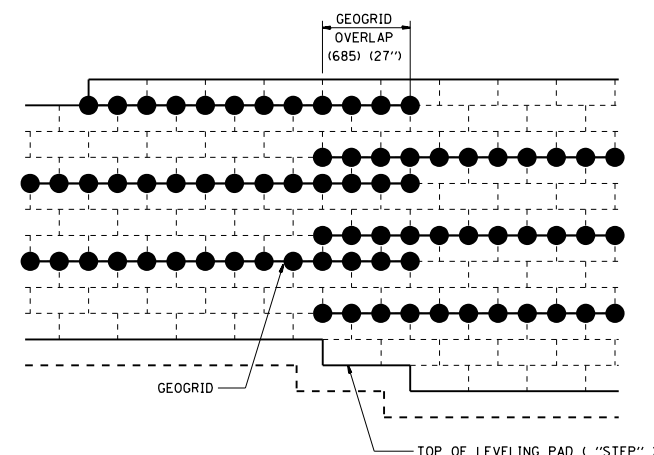 GEOGRID
OVERLAP
(685) (27")
GEOGRID
TOP OF LEVELING PAD ( "STEP"